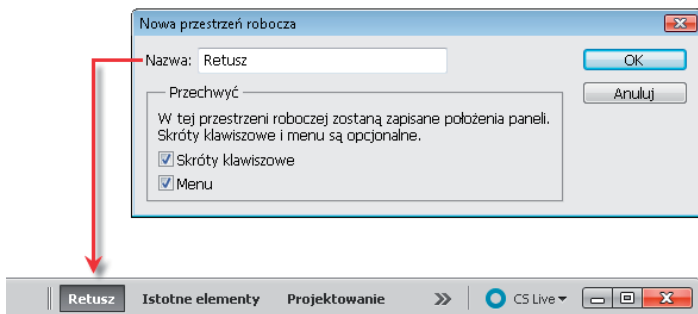 Nowa przestrzeń robocza
Nazwa: Retusz
OK
Przechwyć
Anuluj
W tej przestrzeni roboczej zostaną zapisane położenia paneli.
Skróty klawiszowe i menu są opcjonalne.
Skróty klawiszowe
Menu
Retusz Istotne elementy Projektowanie CS Live